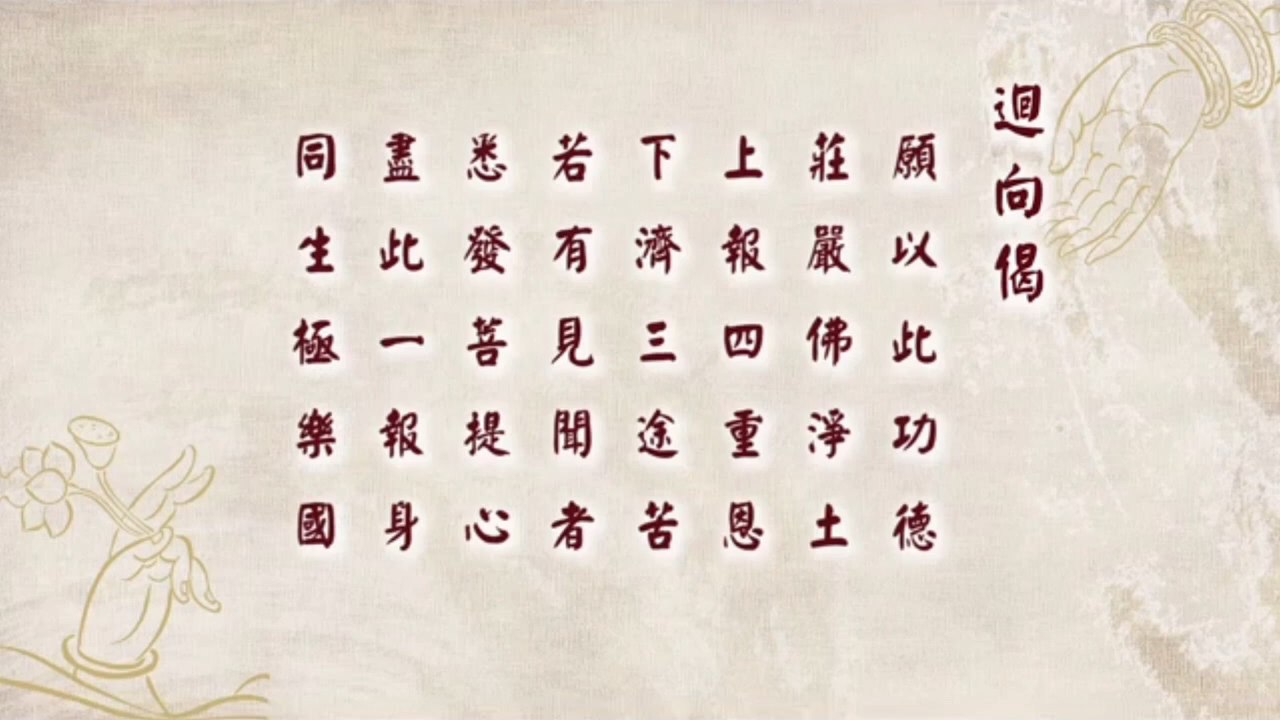 迴向偈
願以此功德
莊嚴佛淨土
上報四重恩
下濟三途苦
若有見聞者
悉發菩提心
盡此一報身
同生極樂國